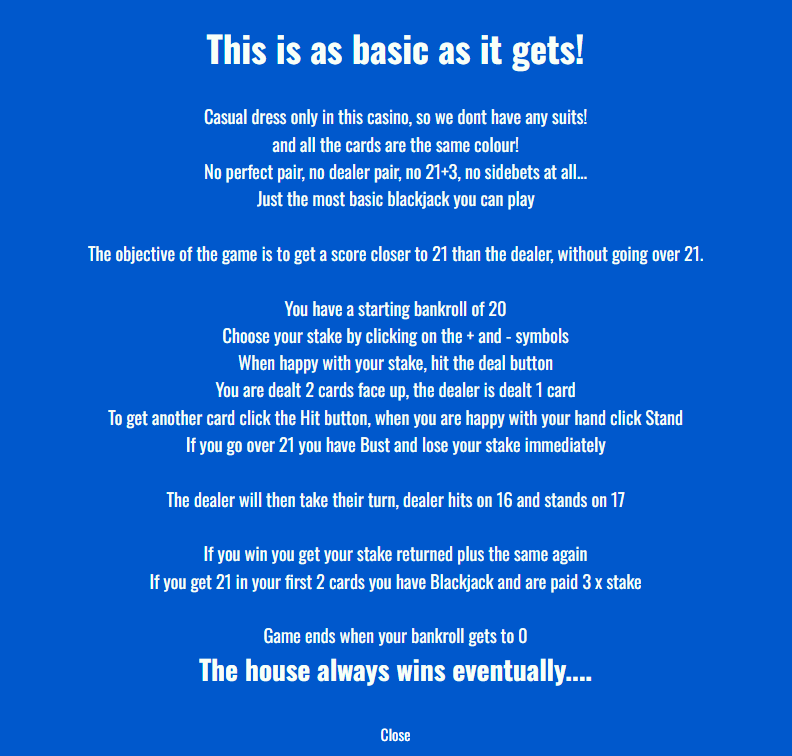 This is as basic as it gets!
Casual dress only in this casino, so we dont have any suits!
and all the cards are the same colour!
No perfect pair, no dealer pair, no 21+3, no sidebets at all...
Just the most basic blackjack you can play
The objective of the game is to get a score closer to 21 than the dealer, without going over 21.
You have a starting bankroll of 20
Choose your stake by clicking on the + and - symbols
When happy with your stake, hit the deal button
You are dealt 2 cards face up, the dealer is dealt 1 card
To get another card click the Hit button, when you are happy with your hand click Stand
If you go over 21 you have Bust and lose your stake immediately
The dealer will then take their turn, dealer hits on 16 and stands on 17
If you win you get your stake returned plus the same again
If you get 21 in your first 2 cards you have Blackjack and are paid 3 x stake
Game ends when your bankroll gets to 0
The house always wins eventually....
Close